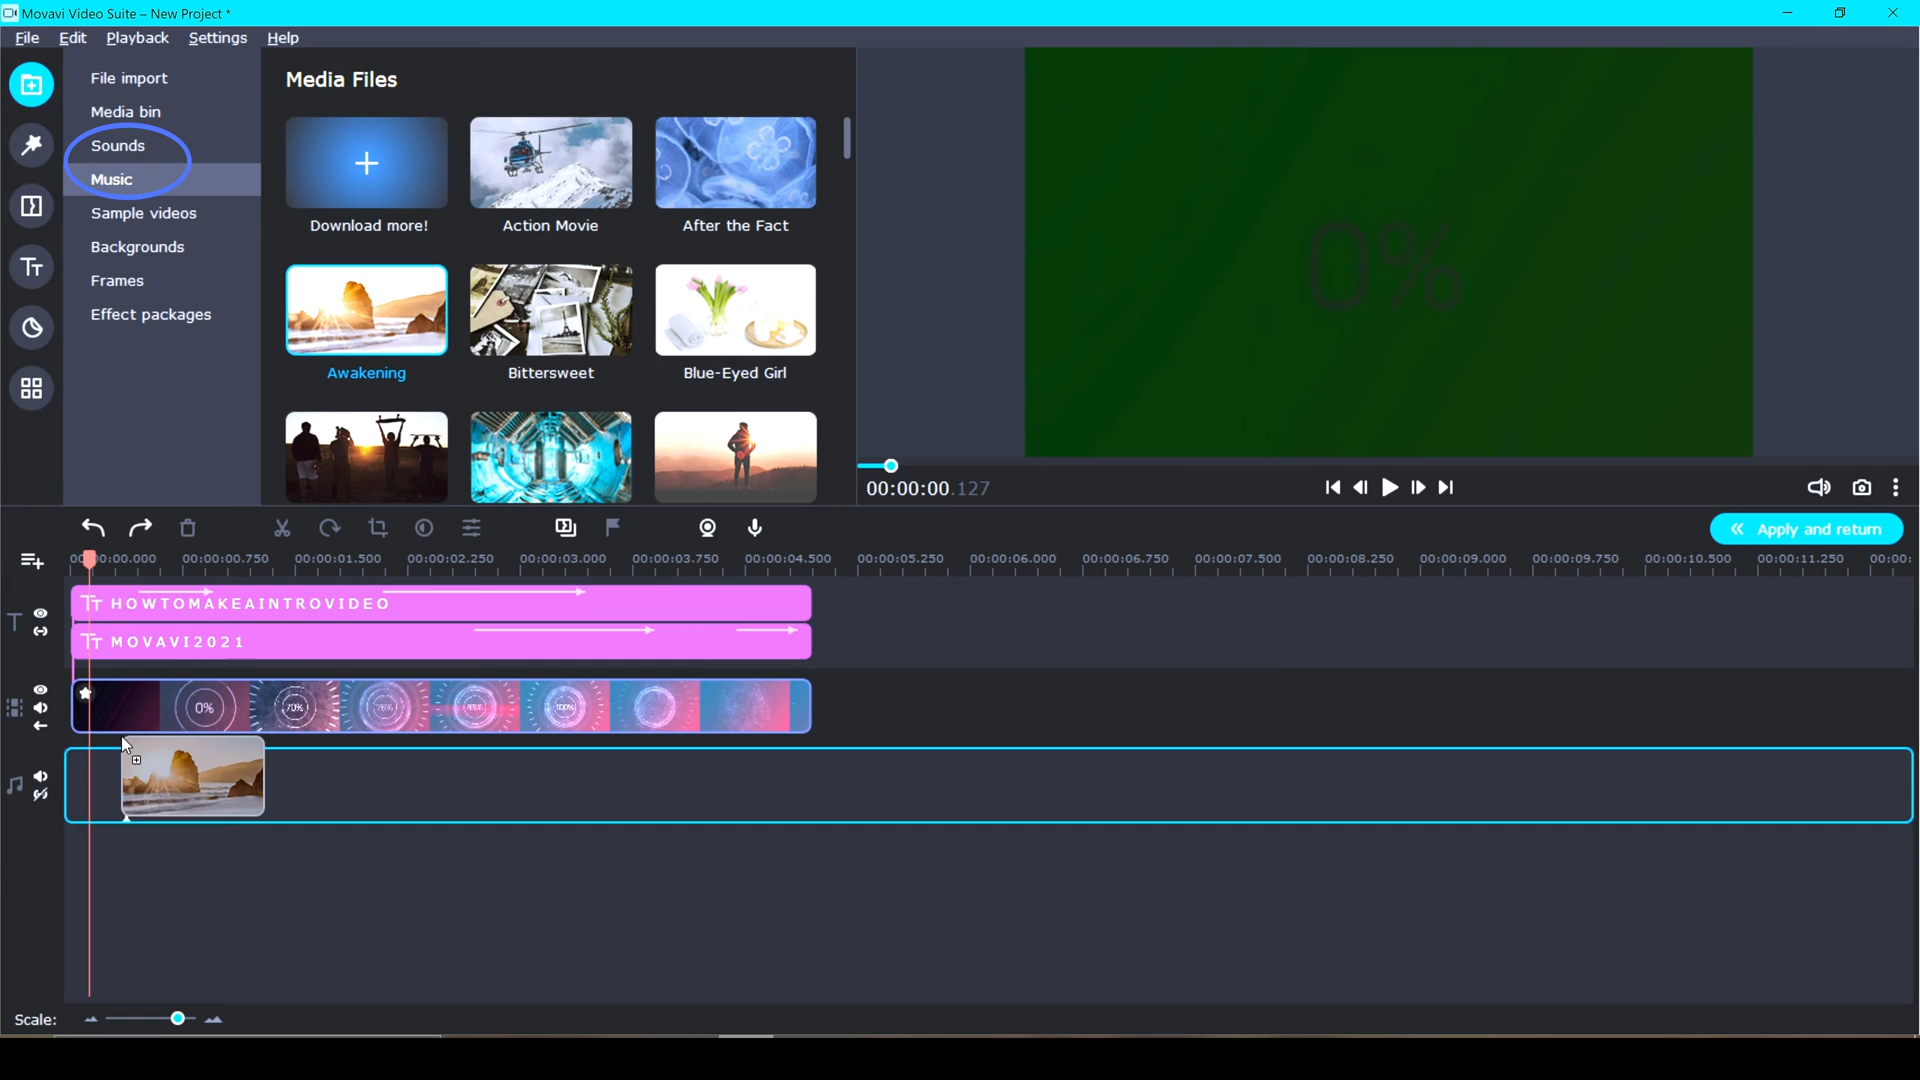 Movavi Video Suite – New Project *
File Edit Playback Settings Help
File import
Media bin
Sounds
Music
Sample videos
Backgrounds
Frames
Effect packages
Media Files
Download more! Action Movie After the Fact
Awakening Bittersweet Blue-Eyed Girl
0%
00:00:00.127
Apply and return
00:00:00.750 00:00:01.500 00:00:02.250 00:00:03.000 00:00:03.750 00:00:04.500 00:00:05.250 00:00:06.000 00:00:06.750 00:00:07.500 00:00:08.250 00:00:09.000 00:00:09.750 00:00:10.500 00:00:11.250 00:00:
HOWTOMAKEAINTROVIDEO
MOVAVI2021
0% 70% 100%
Scale: